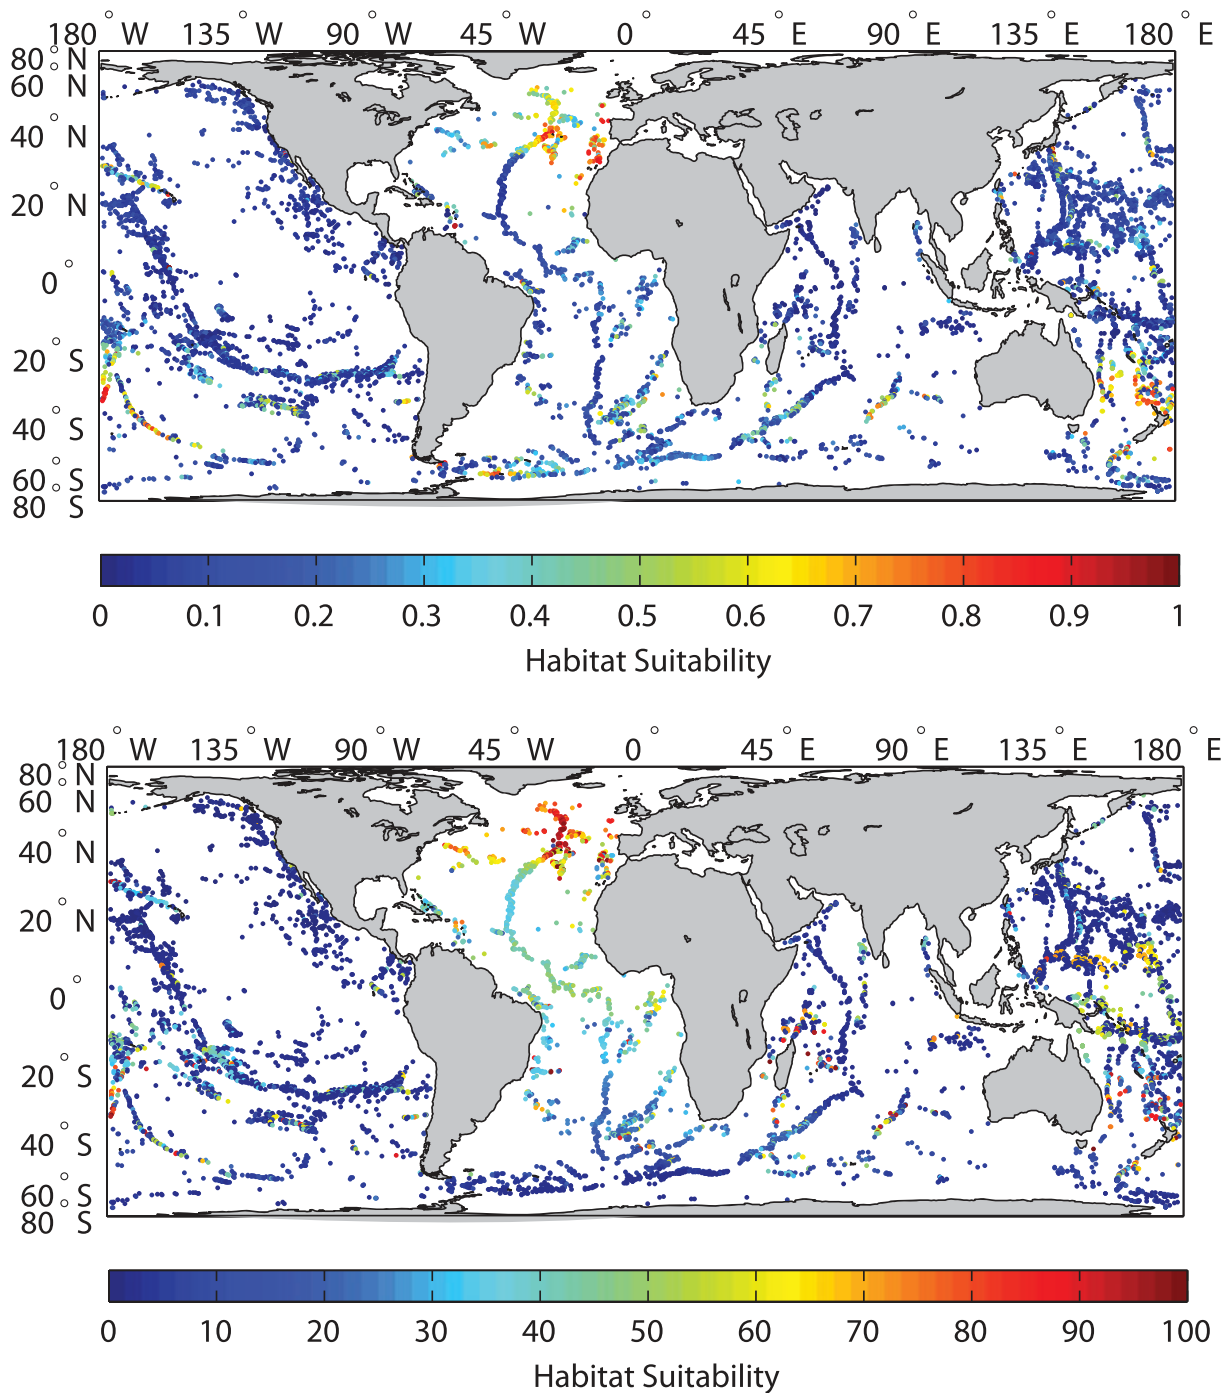 180 °W 135 °W 90 °W 45 °W 0° 45 °E 90 °E 135 °E 180 °E
80 °N
60 °N
40 °N
20 °N
0°
20 °S
40 °S
60 °S
80 °S
0 0.1 0.2 0.3 0.4 0.5 0.6 0.7 0.8 0.9 1
Habitat Suitability
180 °W 135 °W 90 °W 45 °W 0° 45 °E 90 °E 135 °E 180 °E
80 °N
60 °N
40 °N
20 °N
0°
20 °S
40 °S
60 °S
80 °S
0 10 20 30 40 50 60 70 80 90 100
Habitat Suitability